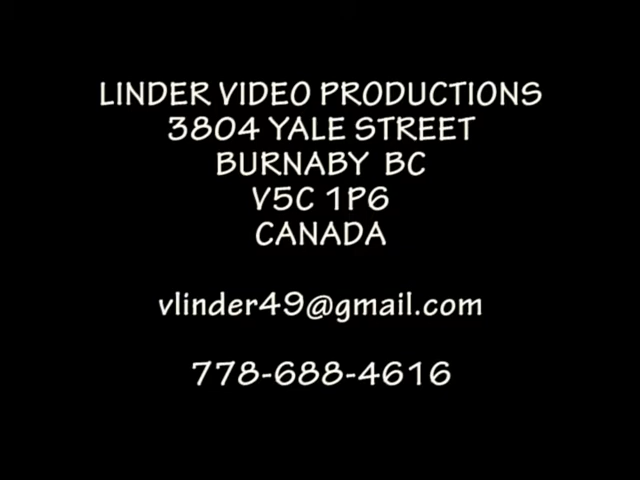 LINDER VIDEO PRODUCTIONS
3804 YALE STREET
BURNABY BC
V5C 1P6
CANADA
vlinder49@gmail.com
778-688-4616